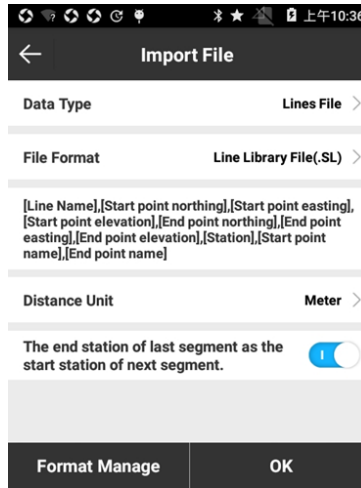 上午10:36
Import File
Data Type Lines File
File Format Line Library File(.SL)
[Line Name],[Start point northing],[Start point easting],
[Start point elevation],[End point northing],[End point
easting],[End point elevation],[Station],[Start point
name],[End point name]
Distance Unit Meter
The end station of last segment as the
start station of next segment.
Format Manage OK